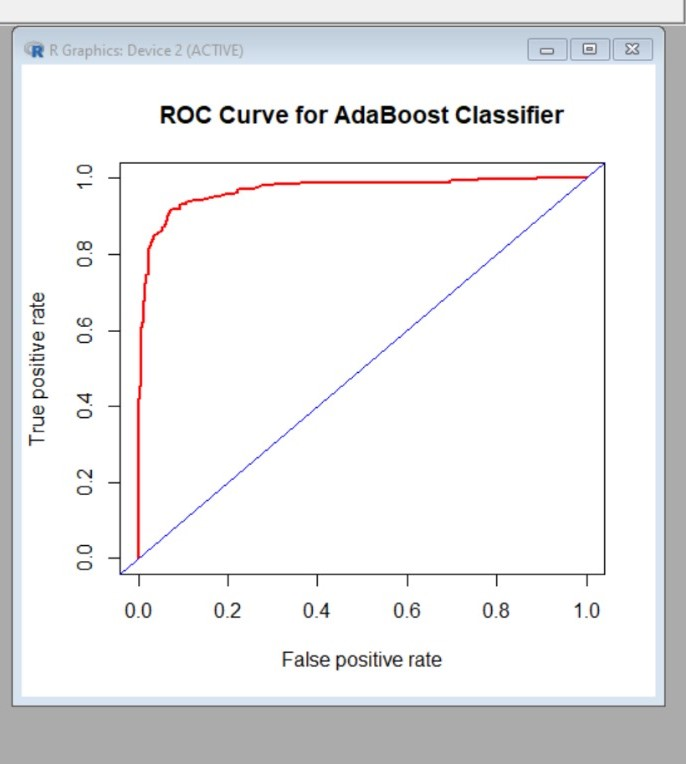 R Graphics: Device 2 (ACTIVE)
ROC Curve for AdaBoost Classifier
True positive rate
1.0
0.8
0.6
0.4
0.2
0.0
0.0 0.2 0.4 0.6 0.8 1.0
False positive rate